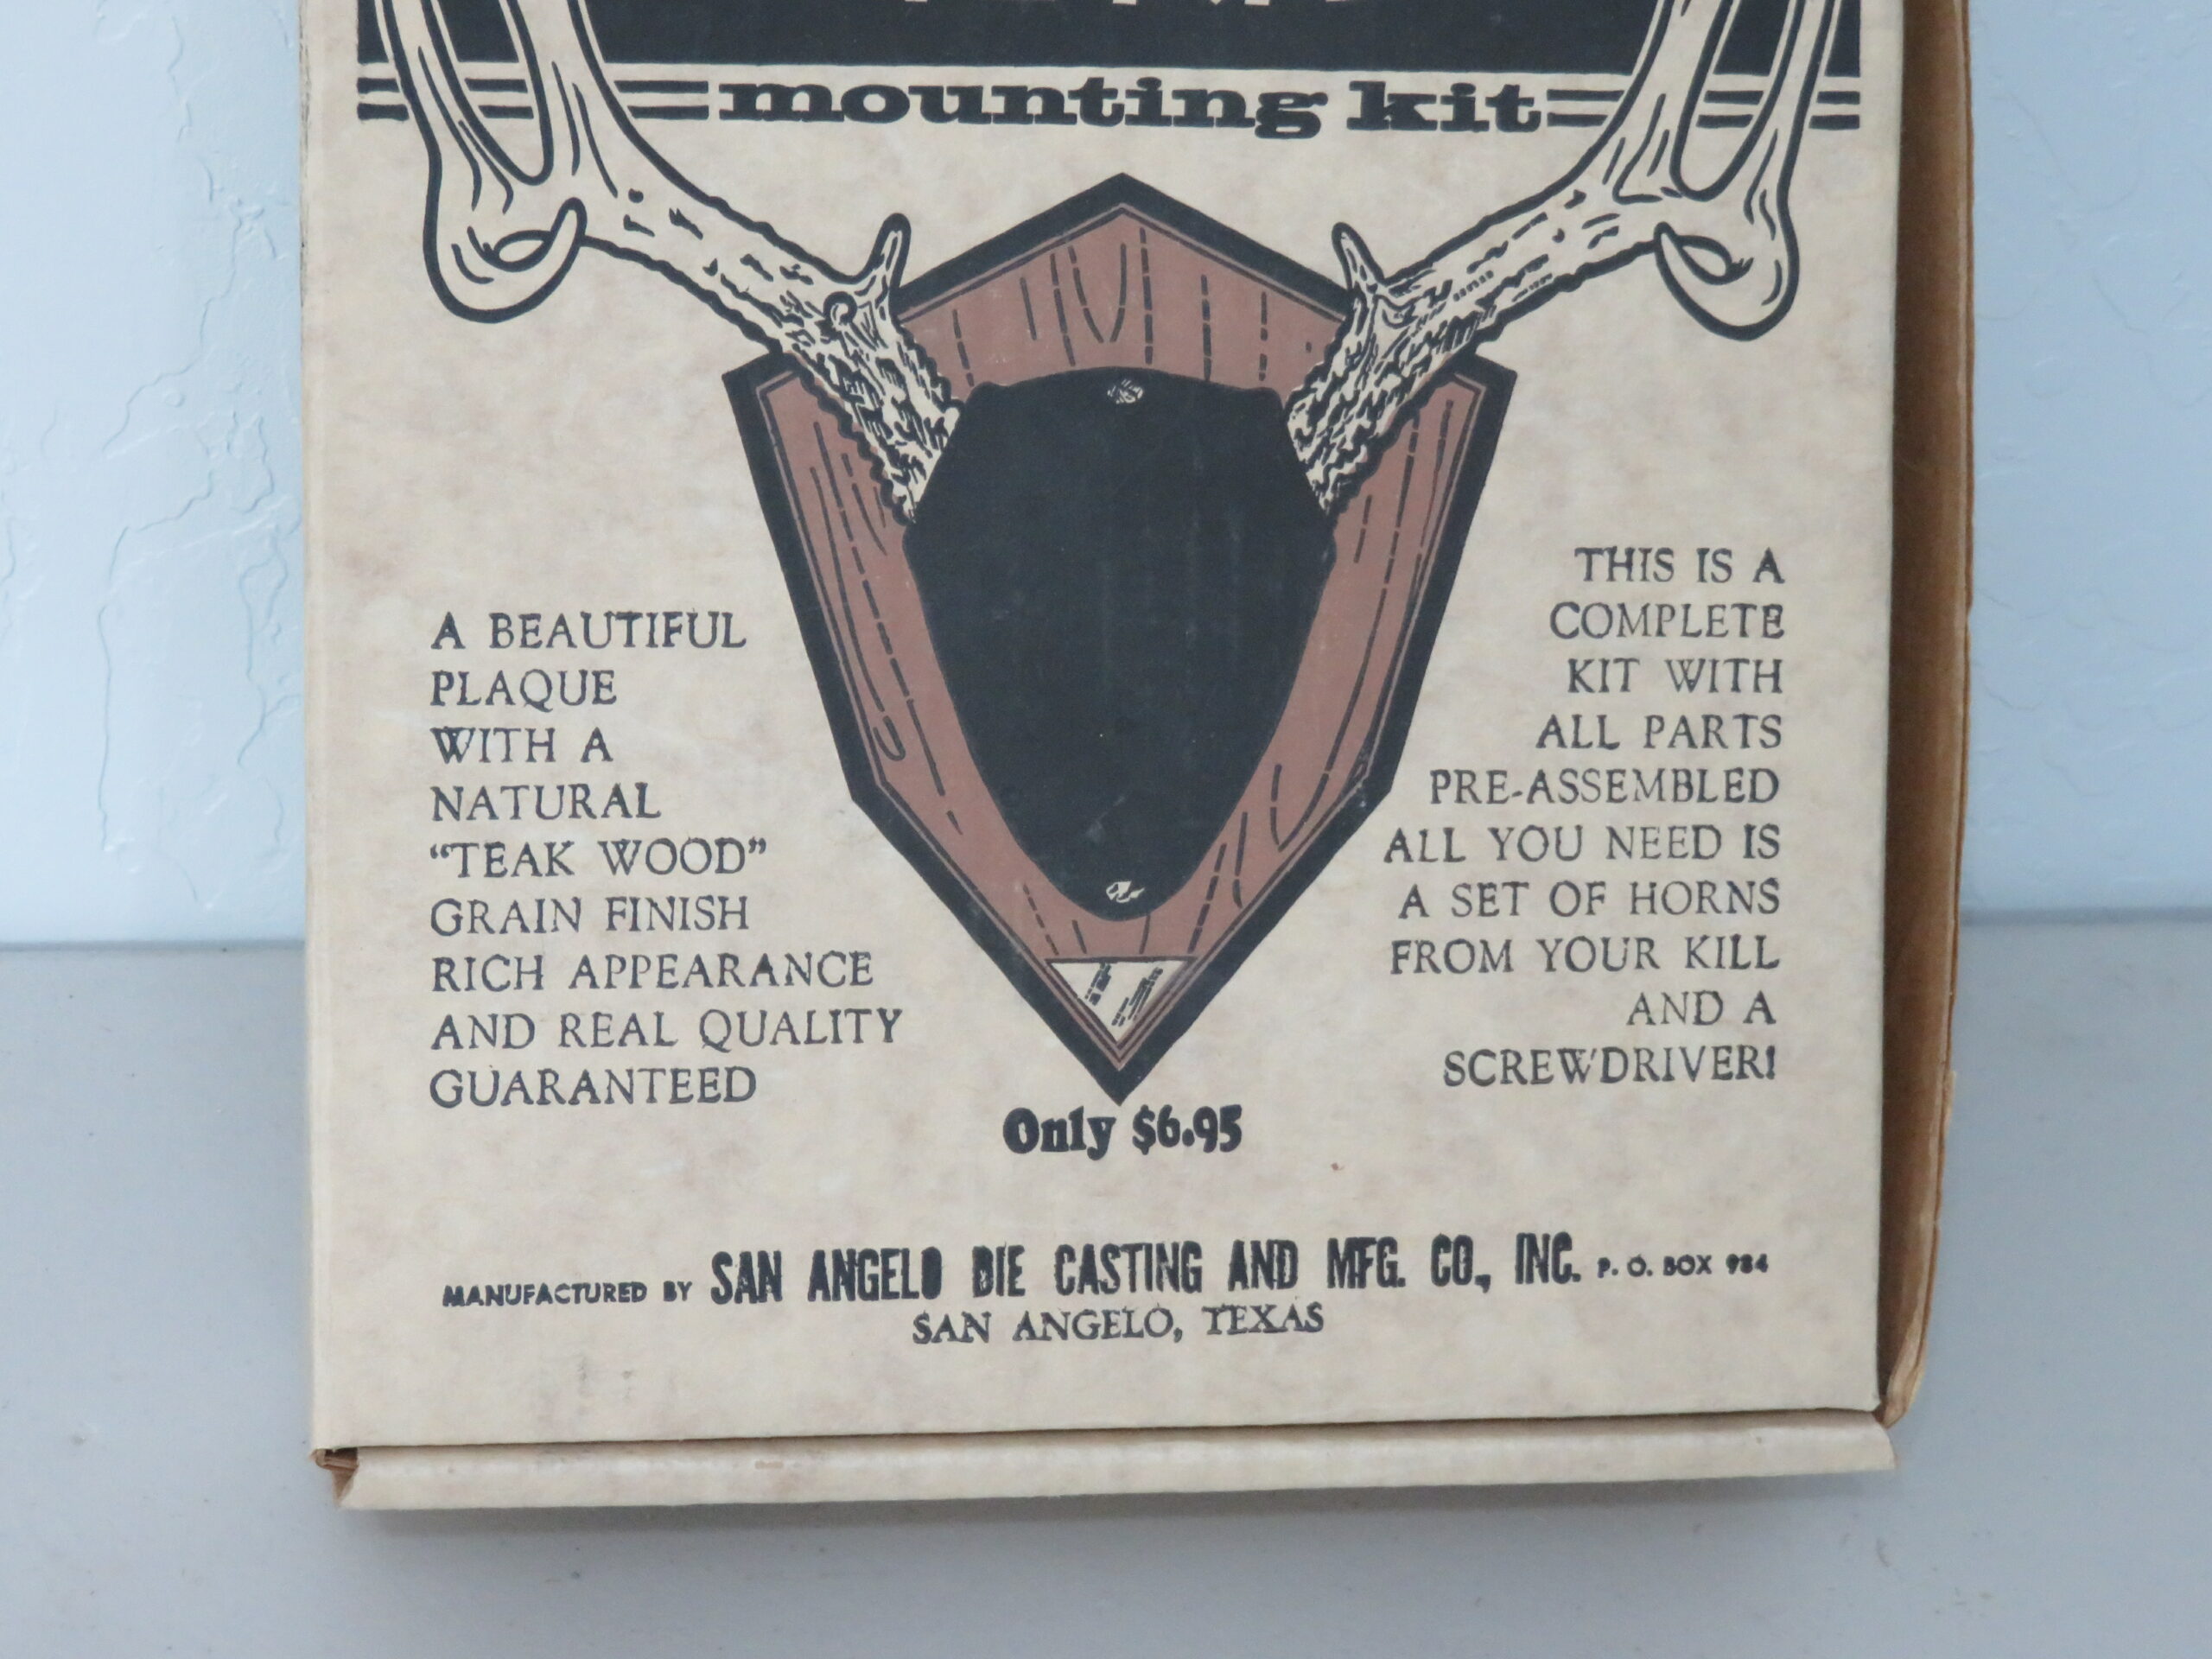 mounting kit
A BEAUTIFUL
PLAQUE
WITH A
NATURAL
“TEAK WOOD”
GRAIN FINISH
RICH APPEARANCE
AND REAL QUALITY
GUARANTEED
THIS IS A
COMPLETE
KIT WITH
ALL PARTS
PRE-ASSEMBLED
ALL YOU NEED IS
A SET OF HORNS
FROM YOUR KILL
AND A
SCREWDRIVER!
Only $6.95
MANUFACTURED BY SAN ANGELO DIE CASTING AND MFG. CO., INC. P. O. BOX 984
SAN ANGELO, TEXAS